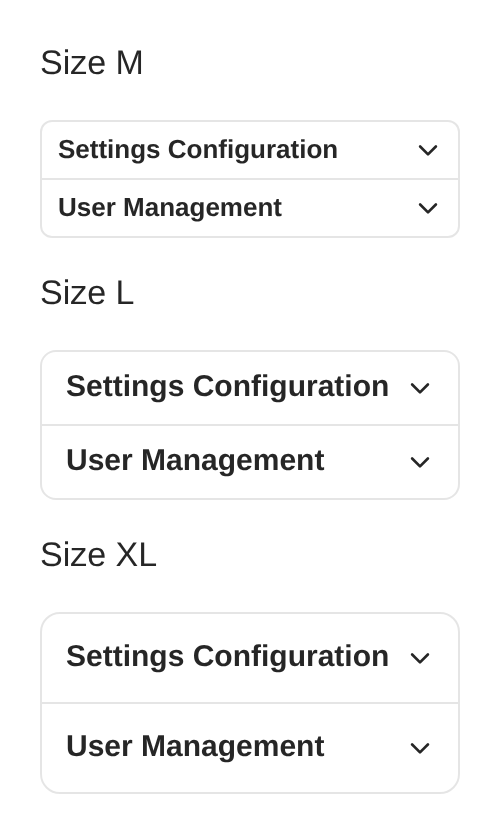 Size M
Settings Configuration
User Management
Size L
Settings Configuration
User Management
Size XL
Settings Configuration
User Management